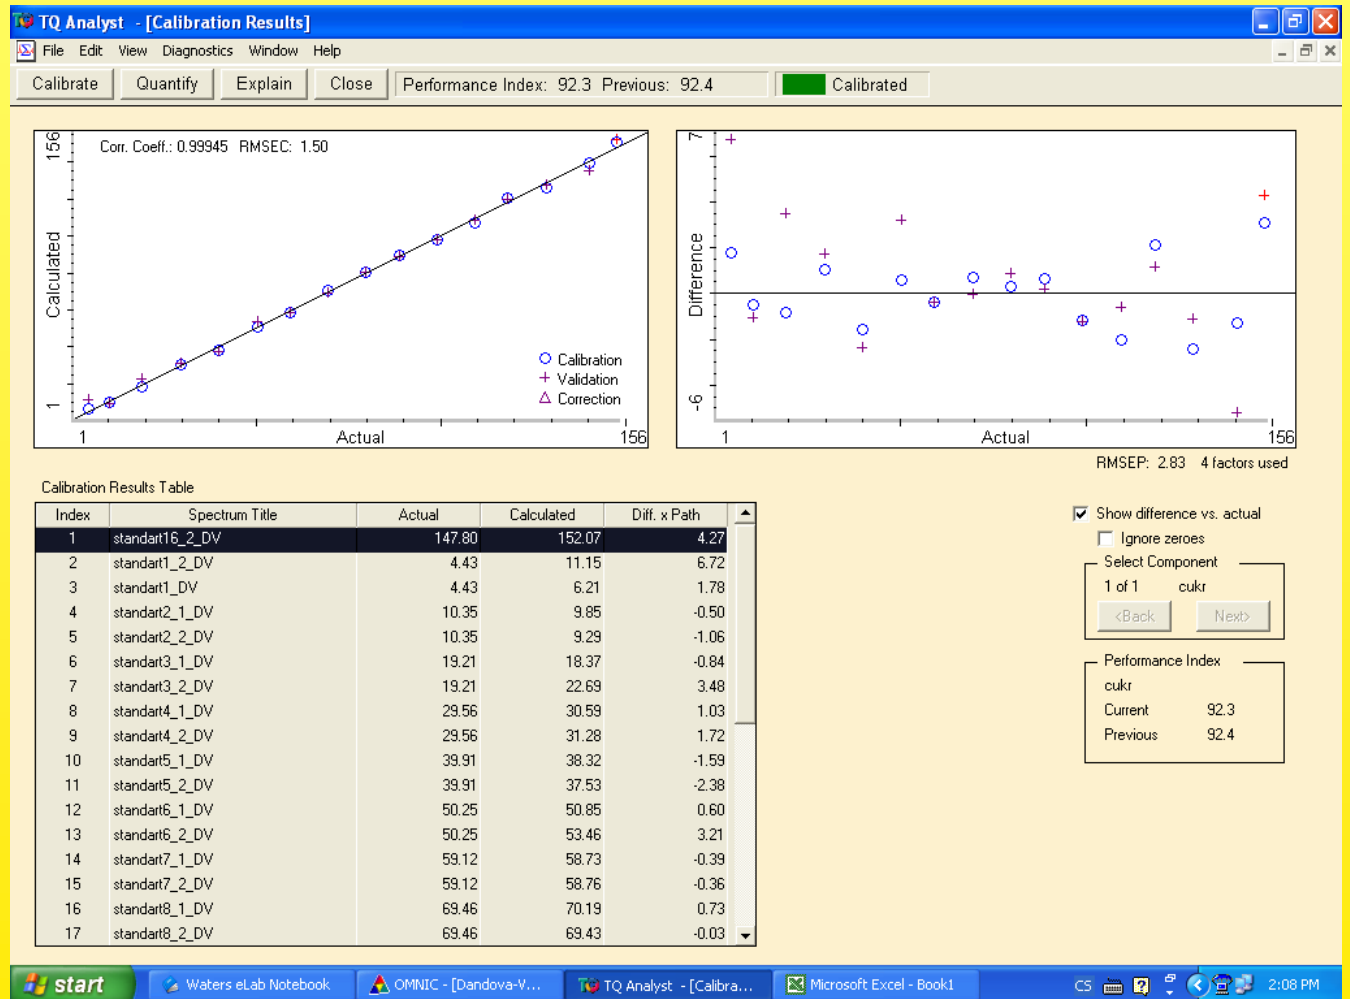 TQ Analyst - [Calibration Results]
File Edit View Diagnostics Window Help
Calibrate Quantify Explain Close Performance Index: 92.3 Previous: 92.4 Calibrated
156 Corr. Coeff.: 0.99945 RMSEC: 1.50
Calculated
1
Calibration
Validation
Correction
1 Actual 156
7
Difference
-6
1 Actual 156
RMSEP: 2.83 4 factors used
Calibration Results Table
Index Spectrum Title Actual Calculated Diff. x Path
1 standart16_2_DV 147.80 152.07 4.27
2 standart1_2_DV 4.43 11.15 6.72
3 standart1_DV 4.43 6.21 1.78
4 standart2_1_DV 10.35 9.85 -0.50
5 standart2_2_DV 10.35 9.29 -1.06
6 standart3_1_DV 19.21 18.37 -0.84
7 standart3_2_DV 19.21 22.69 3.48
8 standart4_1_DV 29.56 30.59 1.03
9 standart4_2_DV 29.56 31.28 1.72
10 standart5_1_DV 39.91 38.32 -1.59
11 standart5_2_DV 39.91 37.53 -2.38
12 standart6_1_DV 50.25 50.85 0.60
13 standart6_2_DV 50.25 53.46 3.21
14 standart7_1_DV 59.12 58.73 -0.39
15 standart7_2_DV 59.12 58.76 -0.36
16 standart8_1_DV 69.46 70.19 0.73
17 standart8_2_DV 69.46 69.43 -0.03
Show difference vs. actual
Ignore zeroes
Select Component
1 of 1 cukr
<Back Next>
Performance Index
cukr
Current 92.3
Previous 92.4
start Waters eLab Notebook OMNIC - [Dandova-V... TQ Analyst - [Calibra... Microsoft Excel - Book1 CS 2:08 PM